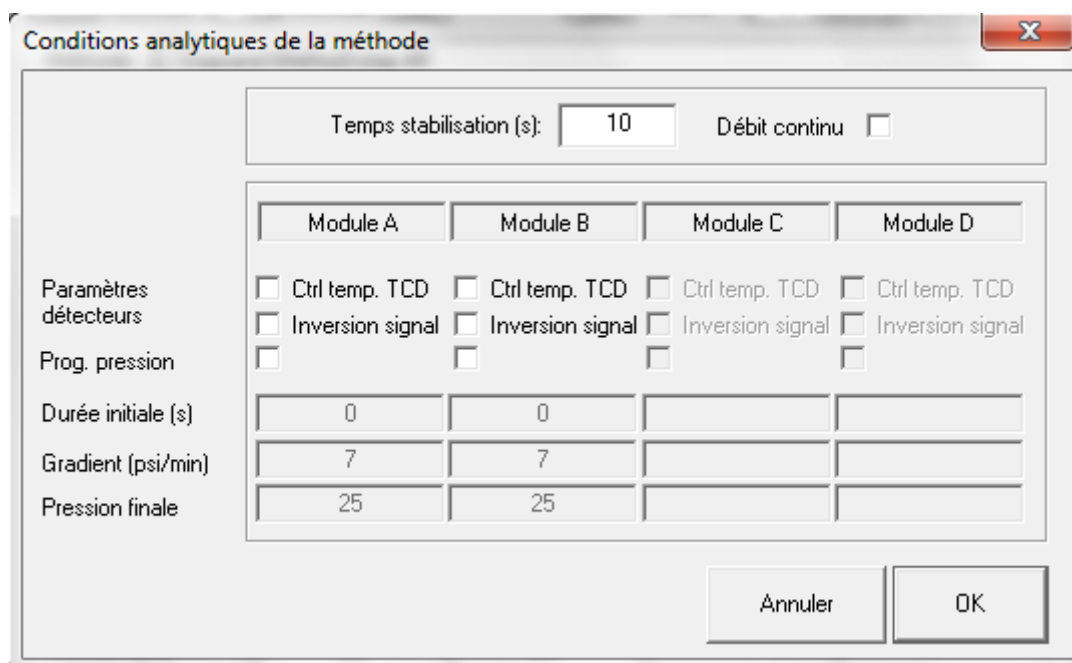 Conditions analytiques de la méthode
Temps stabilisation (s): 10 Débit continu
Module A Module B Module C Module D
Paramètres détecteurs
Ctrl temp. TCD Ctrl temp. TCD Ctrl temp. TCD Ctrl temp. TCD
Inversion signal Inversion signal Inversion signal Inversion signal
Prog. pression
Durée initiale (s) 0 0
Gradient (psi/min) 7 7
Pression finale 25 25
Annuler OK